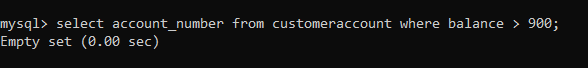 mysql> select account_number from customeraccount where balance > 900;
Empty set (0.00 sec)